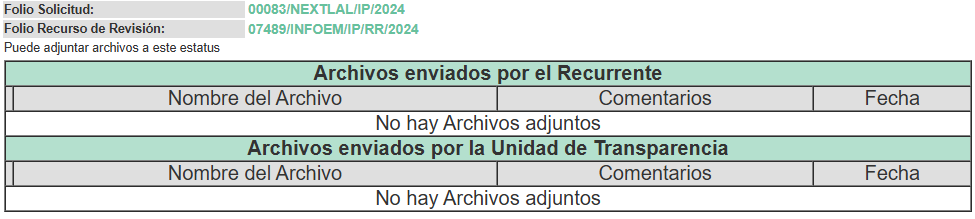 Folio Solicitud: 00083/NEXTLAL/IP/2024
Folio Recurso de Revisión: 07489/INFOEM/IP/RR/2024
Puede adjuntar archivos a este estatus
Archivos enviados por el Recurrente
Nombre del Archivo Comentarios Fecha
No hay Archivos adjuntos
Archivos enviados por la Unidad de Transparencia
Nombre del Archivo Comentarios Fecha
No hay Archivos adjuntos